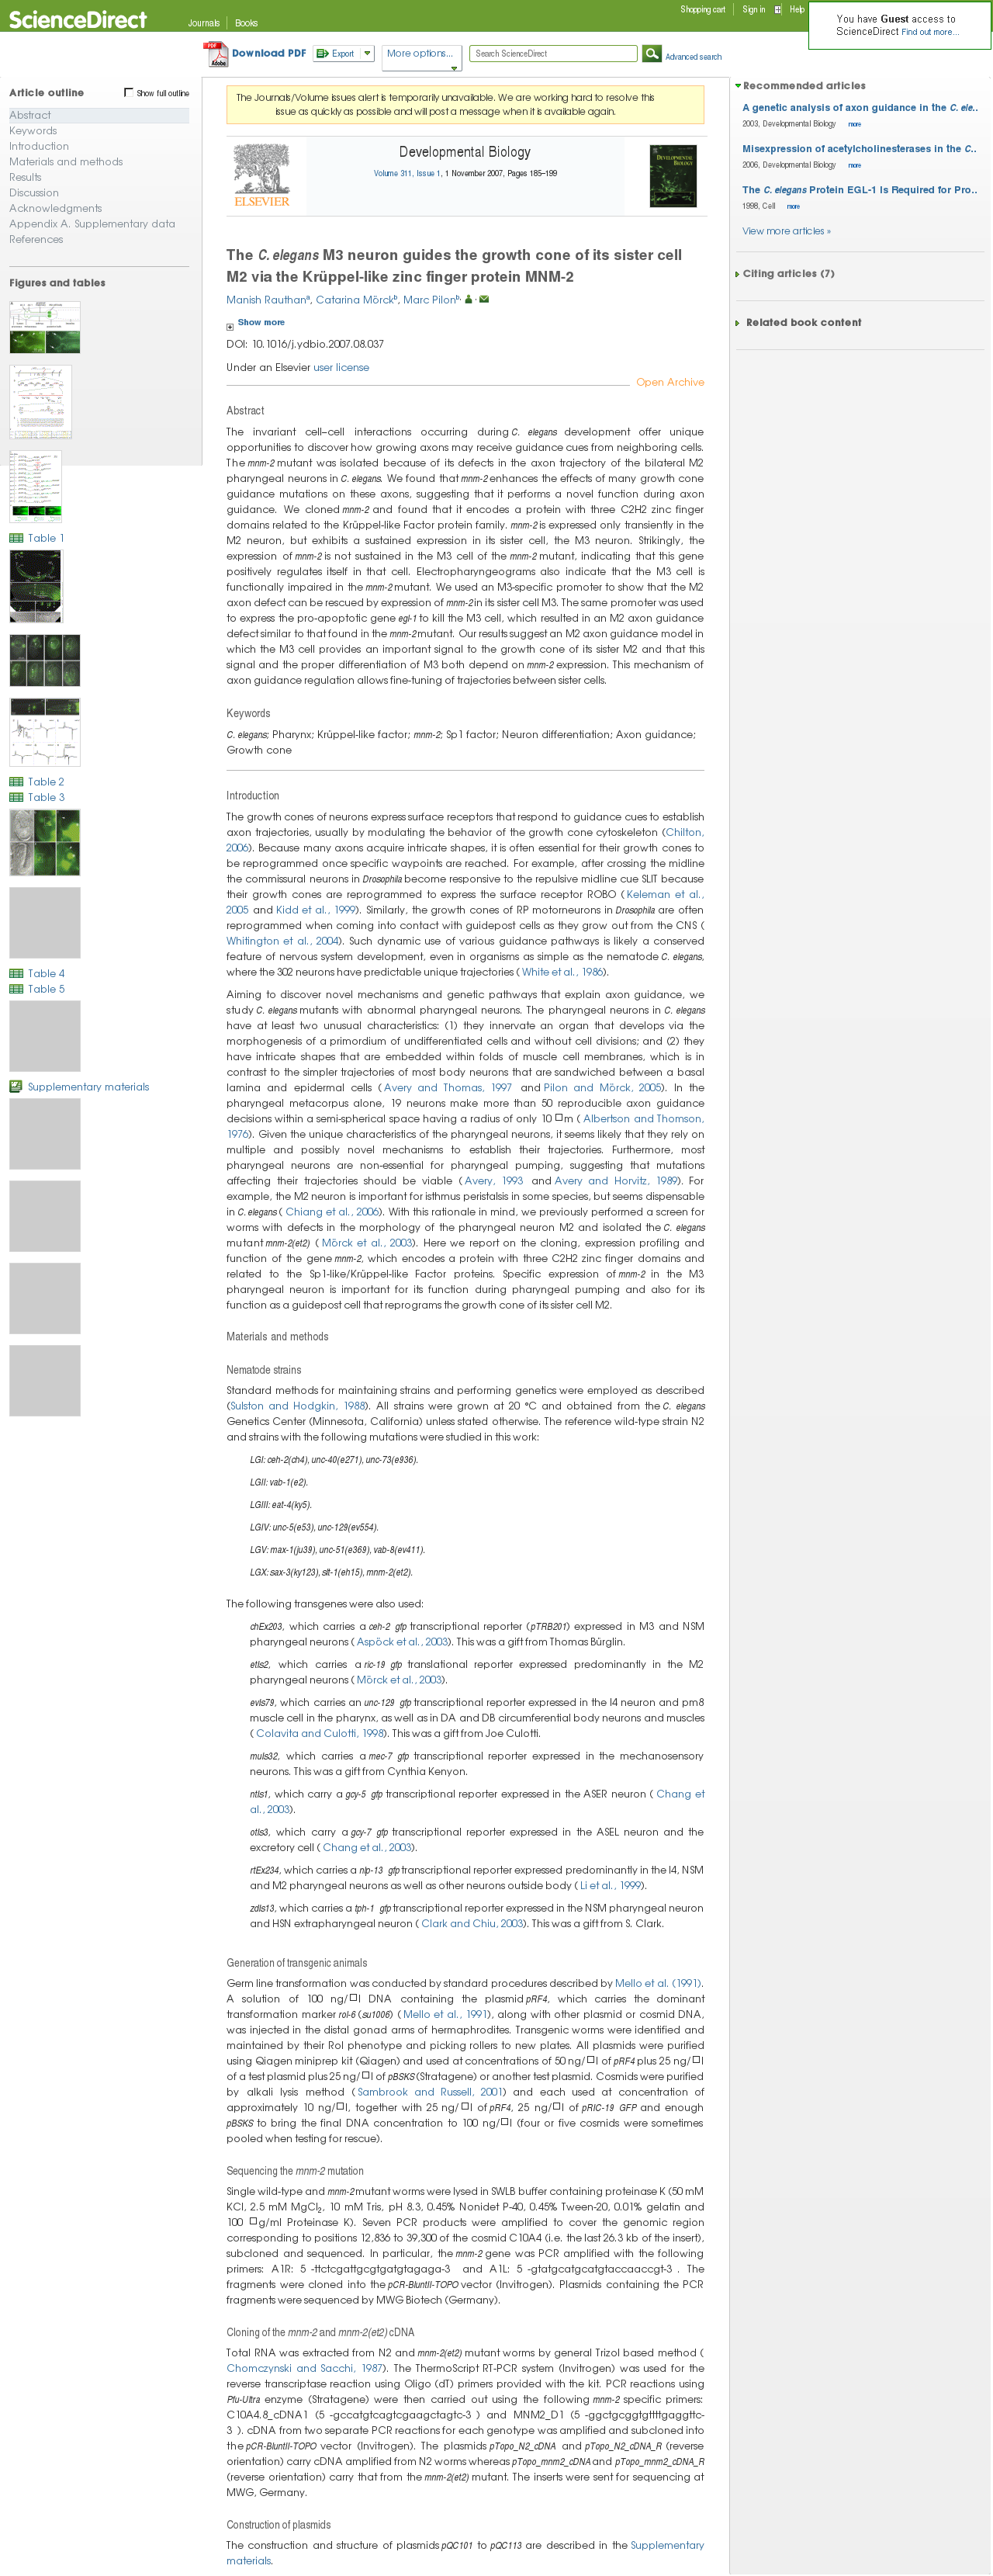 ScienceDirect
Journals
Books
Shopping cart
Sign in
Help
You have Guest access to
ScienceDirect Find out more...
Download PDF
Export
More options...
Search ScienceDirect
Advanced search
Article outline
Show full outline
Abstract
Keywords
Introduction
Materials and methods
Results
Discussion
Acknowledgments
Appendix A. Supplementary data
References
Figures and tables
Table 1
Table 2
Table 3
Table 4
Table 5
Supplementary materials
The Journals/Volume issues alert is temporarily unavailable. We are working hard to resolve this
issue as quickly as possible and will post a message when it is available again.
ELSEVIER
Developmental Biology
Volume 311, Issue 1, 1 November 2007, Pages 185–199
DEVELOPMENTAL BIOLOGY
The C. elegans M3 neuron guides the growth cone of its sister cell
M2 via the Krüppel-like zinc finger protein MNM-2
Manish Rauthanᵃ, Catarina Mörckᵇ, Marc Pilonᵇ,
Show more
DOI: 10.1016/j.ydbio.2007.08.037
Under an Elsevier user license
Open Archive
Abstract
The invariant cell–cell interactions occurring during C. elegans development offer unique
opportunities to discover how growing axons may receive guidance cues from neighboring cells.
The mnm-2 mutant was isolated because of its defects in the axon trajectory of the bilateral M2
pharyngeal neurons in C. elegans. We found that mnm-2 enhances the effects of many growth cone
guidance mutations on these axons, suggesting that it performs a novel function during axon
guidance. We cloned mnm-2 and found that it encodes a protein with three C2H2 zinc finger
domains related to the Krüppel-like Factor protein family. mnm-2 is expressed only transiently in the
M2 neuron, but exhibits a sustained expression in its sister cell, the M3 neuron. Strikingly, the
expression of mnm-2 is not sustained in the M3 cell of the mnm-2 mutant, indicating that this gene
positively regulates itself in that cell. Electropharyngeograms also indicate that the M3 cell is
functionally impaired in the mnm-2 mutant. We used an M3-specific promoter to show that the M2
axon defect can be rescued by expression of mnm-2 in its sister cell M3. The same promoter was used
to express the pro-apoptotic gene egl-1 to kill the M3 cell, which resulted in an M2 axon guidance
defect similar to that found in the mnm-2 mutant. Our results suggest an M2 axon guidance model in
which the M3 cell provides an important signal to the growth cone of its sister M2 and that this
signal and the proper differentiation of M3 both depend on mnm-2 expression. This mechanism of
axon guidance regulation allows fine-tuning of trajectories between sister cells.
Keywords
C. elegans; Pharynx; Krüppel-like factor; mnm-2; Sp1 factor; Neuron differentiation; Axon guidance;
Growth cone
Introduction
The growth cones of neurons express surface receptors that respond to guidance cues to establish
axon trajectories, usually by modulating the behavior of the growth cone cytoskeleton (Chilton,
2006). Because many axons acquire intricate shapes, it is often essential for their growth cones to
be reprogrammed once specific waypoints are reached. For example, after crossing the midline
the commissural neurons in Drosophila become responsive to the repulsive midline cue SLIT because
their growth cones are reprogrammed to express the surface receptor ROBO (Keleman et al.,
2005 and Kidd et al., 1999). Similarly, the growth cones of RP motorneurons in Drosophila are often
reprogrammed when coming into contact with guidepost cells as they grow out from the CNS (
Whitington et al., 2004). Such dynamic use of various guidance pathways is likely a conserved
feature of nervous system development, even in organisms as simple as the nematode C. elegans,
where the 302 neurons have predictable unique trajectories (White et al., 1986).
Aiming to discover novel mechanisms and genetic pathways that explain axon guidance, we
study C. elegans mutants with abnormal pharyngeal neurons. The pharyngeal neurons in C. elegans
have at least two unusual characteristics: (1) they innervate an organ that develops via the
morphogenesis of a primordium of undifferentiated cells and without cell divisions; and (2) they
have intricate shapes that are embedded within folds of muscle cell membranes, which is in
contrast to the simpler trajectories of most body neurons that are sandwiched between a basal
lamina and epidermal cells (Avery and Thomas, 1997 and Pilon and Mörck, 2005). In the
pharyngeal metacorpus alone, 19 neurons make more than 50 reproducible axon guidance
decisions within a semi-spherical space having a radius of only 10 □m (Albertson and Thomson,
1976). Given the unique characteristics of the pharyngeal neurons, it seems likely that they rely on
multiple and possibly novel mechanisms to establish their trajectories. Furthermore, most
pharyngeal neurons are non-essential for pharyngeal pumping, suggesting that mutations
affecting their trajectories should be viable (Avery, 1993 and Avery and Horvitz, 1989). For
example, the M2 neuron is important for isthmus peristalsis in some species, but seems dispensable
in C. elegans (Chiang et al., 2006). With this rationale in mind, we previously performed a screen for
worms with defects in the morphology of the pharyngeal neuron M2 and isolated the C. elegans
mutant mnm-2(et2) (Mörck et al., 2003). Here we report on the cloning, expression profiling and
function of the gene mnm-2, which encodes a protein with three C2H2 zinc finger domains and
related to the Sp1-like/Krüppel-like Factor proteins. Specific expression of mnm-2 in the M3
pharyngeal neuron is important for its function during pharyngeal pumping and also for its
function as a guidepost cell that reprograms the growth cone of its sister cell M2.
Materials and methods
Nematode strains
Standard methods for maintaining strains and performing genetics were employed as described
(Sulston and Hodgkin, 1988). All strains were grown at 20 °C and obtained from the C. elegans
Genetics Center (Minnesota, California) unless stated otherwise. The reference wild-type strain N2
and strains with the following mutations were studied in this work:
LGI: ceh-2(ch4), unc-40(e271), unc-73(e936).
LGII: vab-1(e2).
LGIII: eat-4(ky5).
LGIV: unc-5(e53), unc-129(ev554).
LGV: max-1(ju39), unc-51(e369), vab-8(ev411).
LGX: sax-3(ky123), slt-1(eh15), mnm-2(et2).
The following transgenes were also used:
chEx203, which carries a ceh-2 gfp transcriptional reporter (pTRB201) expressed in M3 and NSM
pharyngeal neurons (Aspöck et al., 2003). This was a gift from Thomas Bürglin.
etIs2, which carries a ric-19 gfp translational reporter expressed predominantly in the M2
pharyngeal neurons (Mörck et al., 2003).
evIs79, which carries an unc-129 gfp transcriptional reporter expressed in the I4 neuron and pm8
muscle cell in the pharynx, as well as in DA and DB circumferential body neurons and muscles
(Colavita and Culotti, 1998). This was a gift from Joe Culotti.
muIs32, which carries a mec-7 gfp transcriptional reporter expressed in the mechanosensory
neurons. This was a gift from Cynthia Kenyon.
ntIs1, which carry a gcy-5 gfp transcriptional reporter expressed in the ASER neuron (Chang et
al., 2003).
otIs3, which carry a gcy-7 gfp transcriptional reporter expressed in the ASEL neuron and the
excretory cell (Chang et al., 2003).
rtEx234, which carries a nlp-13 gfp transcriptional reporter expressed predominantly in the I4, NSM
and M2 pharyngeal neurons as well as other neurons outside body (Li et al., 1999).
zdIs13, which carries a tph-1 gfp transcriptional reporter expressed in the NSM pharyngeal neuron
and HSN extrapharyngeal neuron (Clark and Chiu, 2003). This was a gift from S. Clark.
Generation of transgenic animals
Germ line transformation was conducted by standard procedures described by Mello et al. (1991).
A solution of 100 ng/□l DNA containing the plasmid pRF4, which carries the dominant
transformation marker rol-6 (su1006) (Mello et al., 1991), along with other plasmid or cosmid DNA,
was injected in the distal gonad arms of hermaphrodites. Transgenic worms were identified and
maintained by their Rol phenotype and picking rollers to new plates. All plasmids were purified
using Qiagen miniprep kit (Qiagen) and used at concentrations of 50 ng/□l of pRF4 plus 25 ng/□l
of a test plasmid plus 25 ng/□l of pBSKS (Stratagene) or another test plasmid. Cosmids were purified
by alkali lysis method (Sambrook and Russell, 2001) and each used at concentration of
approximately 10 ng/□l, together with 25 ng/□l of pRF4, 25 ng/□l of pRIC-19 GFP and enough
pBSKS to bring the final DNA concentration to 100 ng/□l (four or five cosmids were sometimes
pooled when testing for rescue).
Sequencing the mnm-2 mutation
Single wild-type and mnm-2 mutant worms were lysed in SWLB buffer containing proteinase K (50 mM
KCl, 2.5 mM MgCl₂, 10 mM Tris, pH 8.3, 0.45% Nonidet P-40, 0.45% Tween-20, 0.01% gelatin and
100 □g/ml Proteinase K). Seven PCR products were amplified to cover the genomic region
corresponding to positions 12,836 to 39,300 of the cosmid C10A4 (i.e. the last 26.3 kb of the insert),
subcloned and sequenced. In particular, the mnm-2 gene was PCR amplified with the following
primers: A1R: 5 -ttctcgattgcgtgatgtagaga-3 and A1L: 5 -gtatgcatgcatgtaccaaccgt-3 . The
fragments were cloned into the pCR-BluntII-TOPO vector (Invitrogen). Plasmids containing the PCR
fragments were sequenced by MWG Biotech (Germany).
Cloning of the mnm-2 and mnm-2(et2) cDNA
Total RNA was extracted from N2 and mnm-2(et2) mutant worms by general Trizol based method (
Chomczynski and Sacchi, 1987). The ThermoScript RT-PCR system (Invitrogen) was used for the
reverse transcriptase reaction using Oligo (dT) primers provided with the kit. PCR reactions using
Pfu-Ultra enzyme (Stratagene) were then carried out using the following mnm-2 specific primers:
C10A4.8_cDNA1 (5 -gccatgtcagtcgaagctagtc-3 ) and MNM2_D1 (5 -ggctgcggtgttttgaggttc-
3 ). cDNA from two separate PCR reactions for each genotype was amplified and subcloned into
the pCR-BluntII-TOPO vector (Invitrogen). The plasmids pTopo_N2_cDNA and pTopo_N2_cDNA_R (reverse
orientation) carry cDNA amplified from N2 worms whereas pTopo_mnm2_cDNA and pTopo_mnm2_cDNA_R
(reverse orientation) carry that from the mnm-2(et2) mutant. The inserts were sent for sequencing at
MWG, Germany.
Construction of plasmids
The construction and structure of plasmids pQC101 to pQC113 are described in the Supplementary
materials.
Recommended articles
A genetic analysis of axon guidance in the C. ele..
2003, Developmental Biology more
Misexpression of acetylcholinesterases in the C..
2006, Developmental Biology more
The C. elegans Protein EGL-1 Is Required for Pro..
1998, Cell more
View more articles »
Citing articles (7)
Related book content